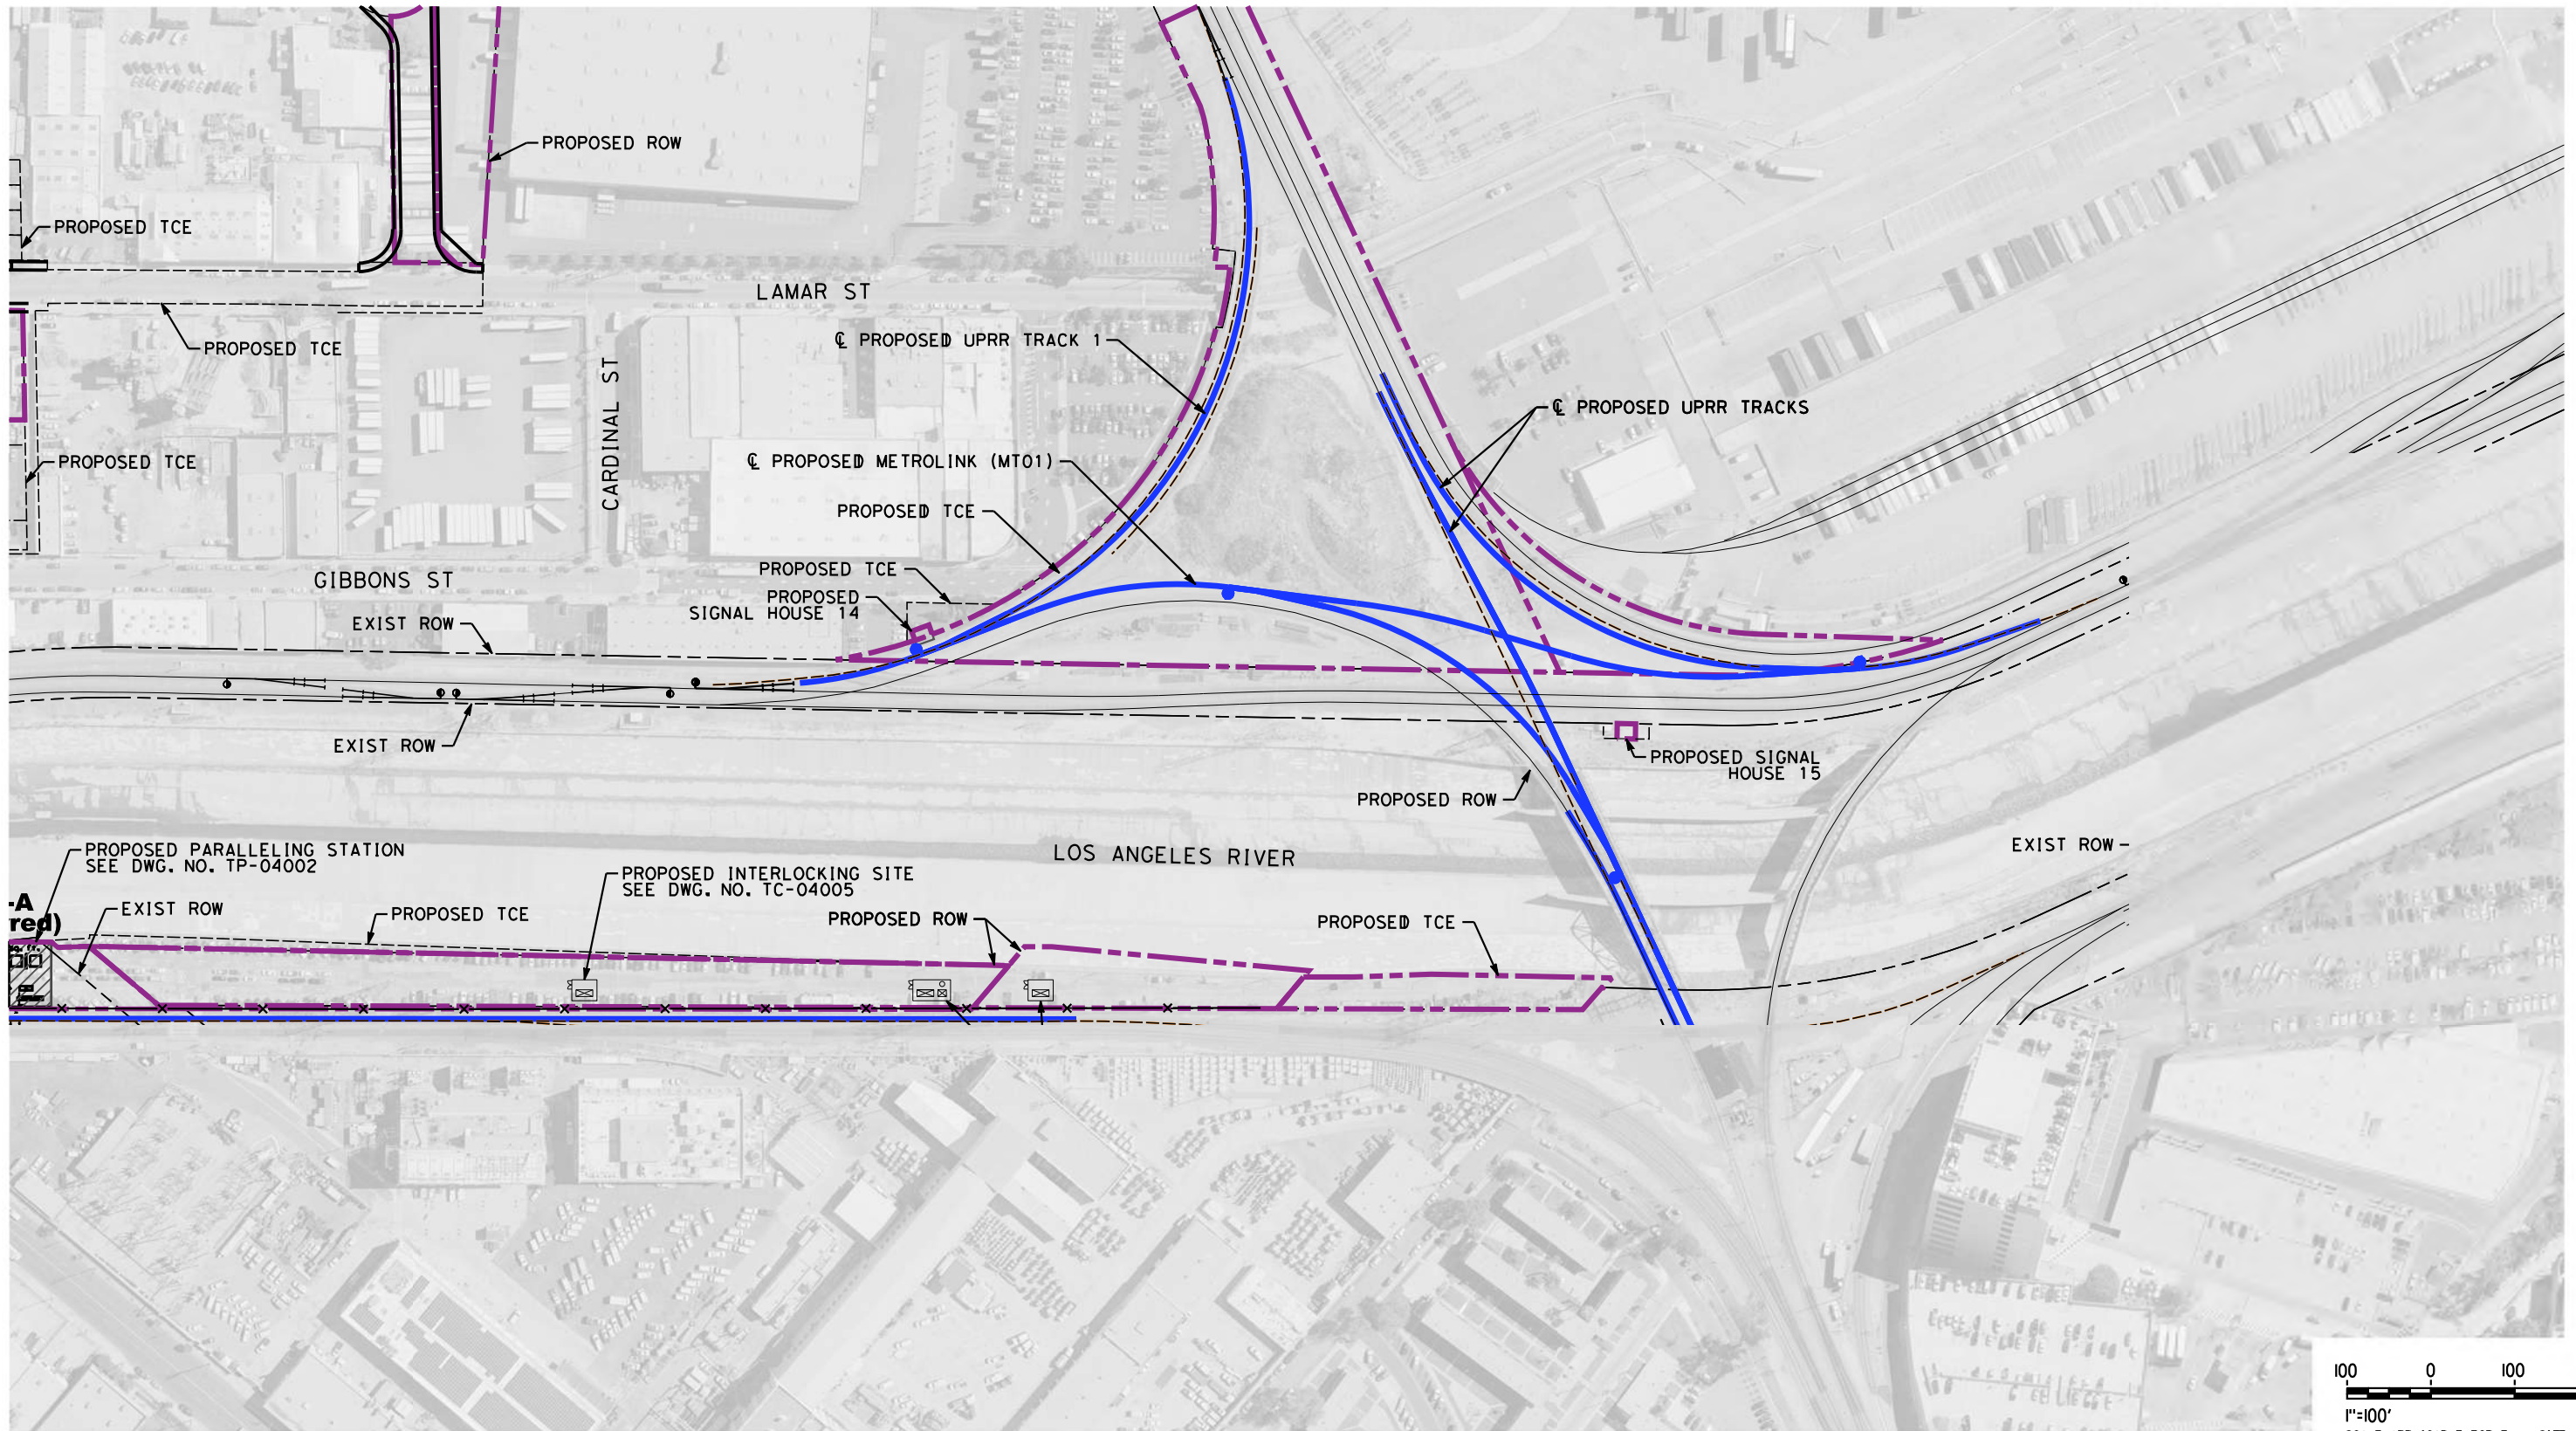 PROPOSED ROW
PROPOSED TCE
LAMAR ST
PROPOSED TCE
℄ PROPOSED UPRR TRACK 1
CARDINAL ST
℄ PROPOSED UPRR TRACKS
PROPOSED TCE
℄ PROPOSED METROLINK (MT01)
PROPOSED TCE
GIBBONS ST
PROPOSED TCE
PROPOSED
SIGNAL HOUSE 14
EXIST ROW
EXIST ROW
PROPOSED SIGNAL
HOUSE 15
PROPOSED ROW
LOS ANGELES RIVER
EXIST ROW
PROPOSED PARALLELING STATION
SEE DWG. NO. TP-04002
PROPOSED INTERLOCKING SITE
SEE DWG. NO. TC-04005
-A
red)
EXIST ROW
PROPOSED TCE
PROPOSED ROW
PROPOSED TCE
100 0 100
1"=100'